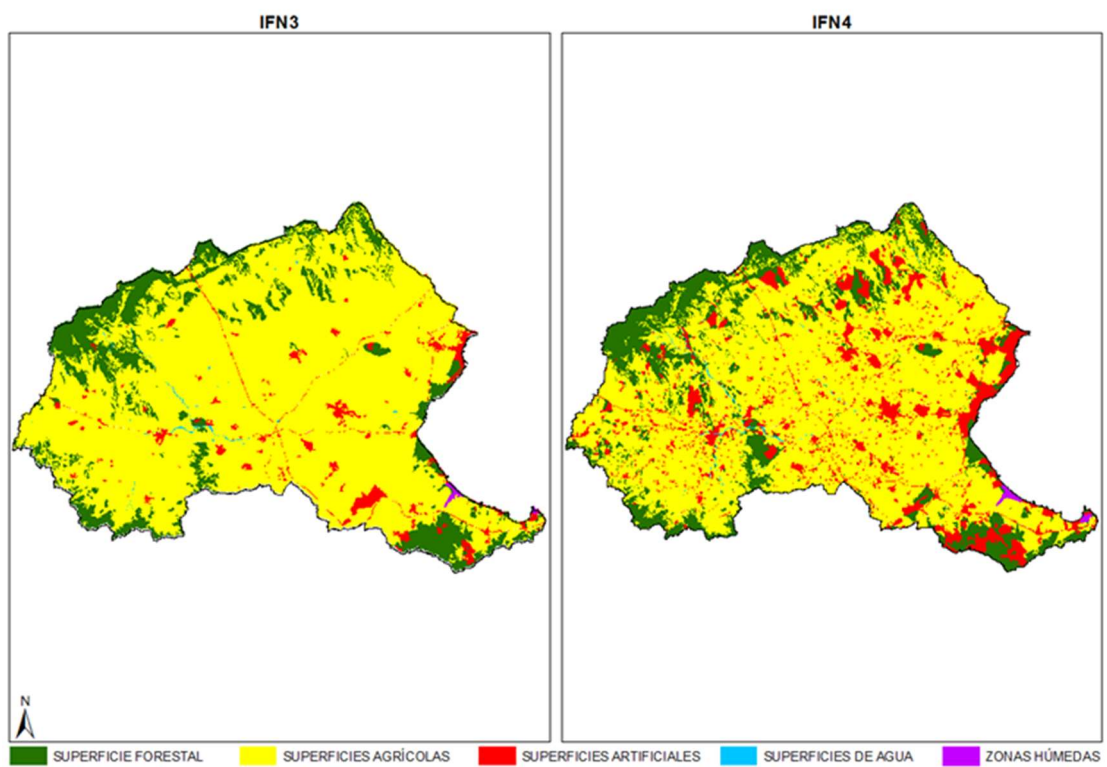 IFN3
IFN4
N
SUPERFICIE FORESTAL
SUPERFICIES AGRÍCOLAS
SUPERFICIES ARTIFICIALES
SUPERFICIES DE AGUA
ZONAS HÚMEDAS